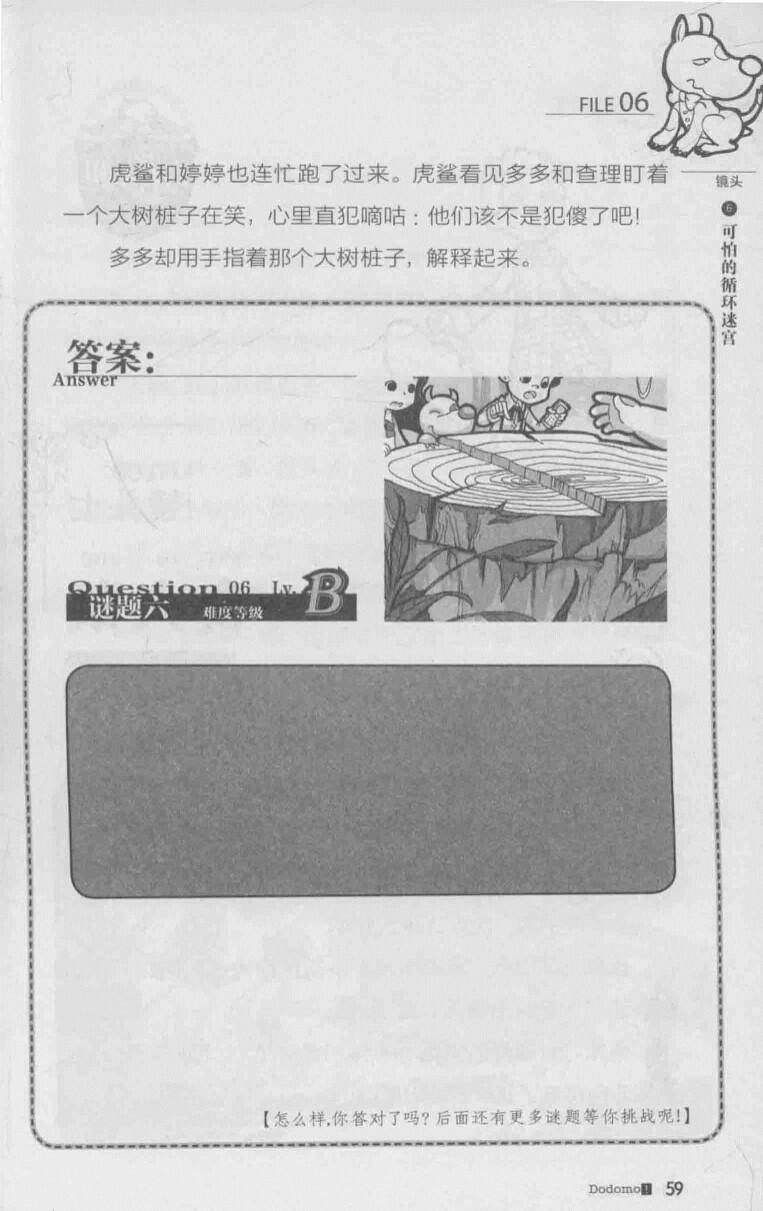 FILE 06
镜头
6
可怕的循环迷宫
虎鲨和婷婷也连忙跑了过来。虎鲨看见多多和查理盯着
一个大树桩子在笑，心里直犯嘀咕：他们该不是犯傻了吧！
多多却用手指着那个大树桩子，解释起来。
答案：
Answer
Question 06 Lv. B
谜题六 难度等级
【怎么样，你答对了吗？后面还有更多谜题等你挑战呢！】
Dodomo! 59